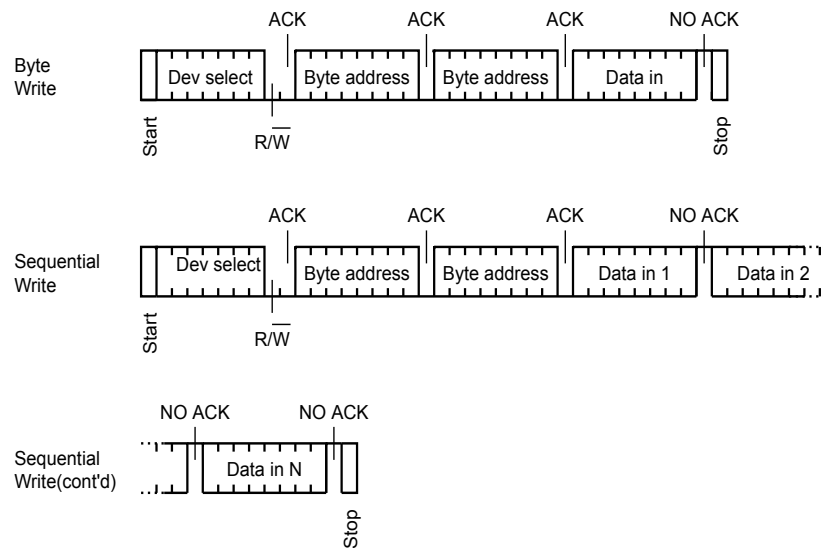 ACK ACK ACK NO ACK
Byte
Write
Dev select Byte address Byte address Data in
Start R/W Stop
ACK ACK ACK NO ACK
Sequential
Write
Dev select Byte address Byte address Data in 1 Data in 2
Start R/W
NO ACK NO ACK
Sequential
Write(cont'd)
Data in N
Stop